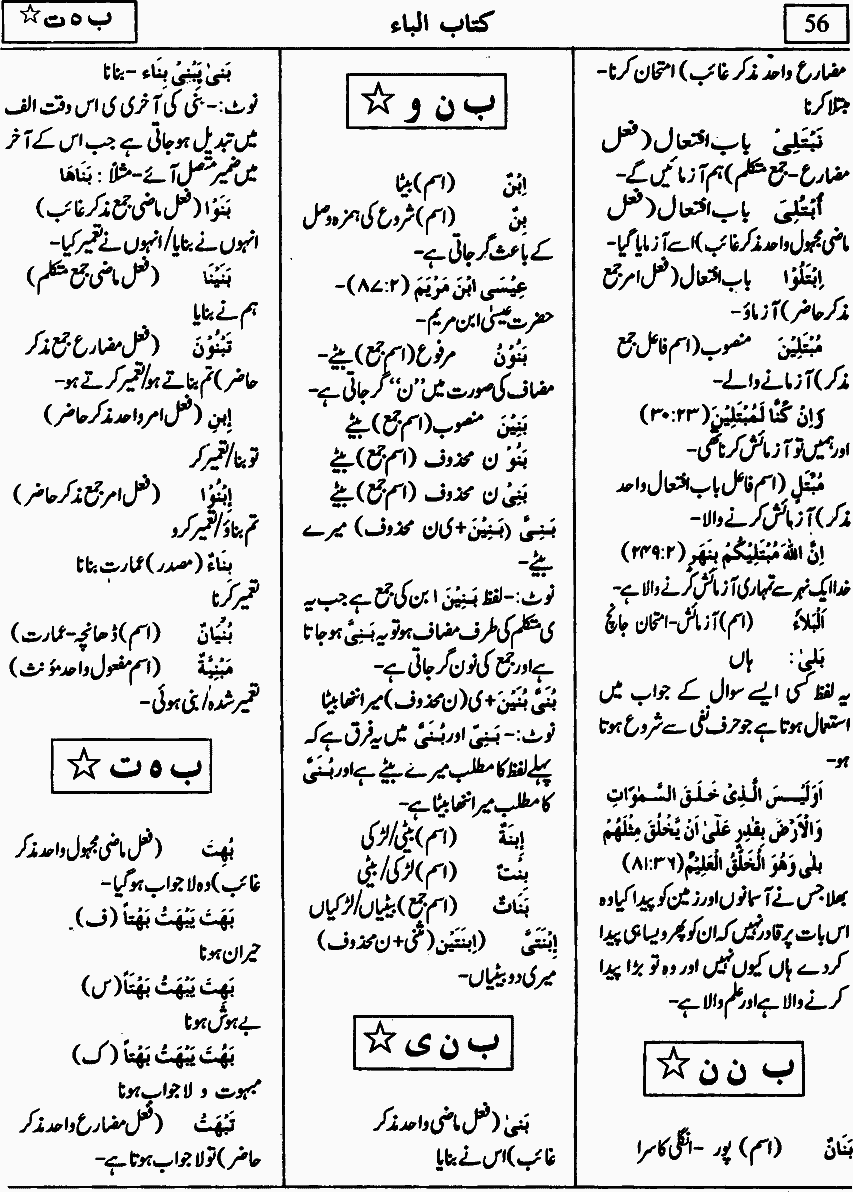 56
کتاب الباء
ب ہ ت ☆
مضارع واحد مذکر غائب) امتحان کرنا-
مبتلا کرنا
نَبْتَلِیْ باب افتعال (فعل
مضارع-جمع متکلم) ہم آزمائیں گے-
أُبْتُلِیَ باب افتعال (فعل
ماضی مجہول واحد مذکر غائب) اسے آزمایا گیا-
اِبْتَلُوْا باب افتعال (فعل امر جمع
مذکر حاضر) آزماؤ-
مُبْتَلِیْنَ منصوب (اسم فاعل جمع
مذکر) آزمانے والے-
وَاِنْ کُنَّا لَمُبْتَلِیْنَ (۳۰:۲۳)
اور ہمیں تو آزمائش کرنا تھی-
مُبْتَلٍ (اسم فاعل باب افتعال واحد
مذکر) آزمائش کرنے والا-
اِنَّ اللّٰہَ مُبْتَلِیْکُمْ بِنَهَرٍ (۲۴۹:۲)
خدا ایک نہر سے تمہاری آزمائش کرنے والا ہے-
اَلْبَلَاءُ (اسم) آزمائش-امتحان جانچ
بَلیٰ: ہاں
یہ لفظ کسی ایسے سوال کے جواب میں
استعمال ہوتا ہے جو حرف نفی سے شروع ہوتا
ہو-
اَوَلَیْسَ الَّذِیْ خَلَقَ السَّمٰوَاتِ
وَالْاَرْضَ بِقٰدِرٍ عَلٰیٓ اَنْ یَّخْلُقَ مِثْلَهُمْ
بلٰی وَهُوَ الْخَلّٰقُ الْعَلِیْمُ (۸۱:۳۶)
بھلا جس نے آسمانوں اور زمین کو پیدا کیا وہ
اس بات پر قادر نہیں کہ ان کو پھر ویسا ہی پیدا
کر دے ہاں کیوں نہیں اور وہ تو بڑا پیدا
کرنے والا ہے اور علم والا ہے-
ب ن ن ☆
بَنَانٌ (اسم) پور-انگلی کا سرا
ب ن و ☆
اِبْنٌ (اسم) بیٹا
بِنٌ (اسم) شروع کی ہمزہ وصل
کے باعث گر جاتی ہے-
عِیْسَی ابْنَ مَرْیَمَ (۸۷:۲)-
حضرت عیسیٰ ابن مریم-
بَنُوْنُ مرفوع (اسم جمع) بیٹے-
مضاف کی صورت میں "ن" گر جاتی ہے-
بَنِیْنَ منصوب (اسم جمع) بیٹے
بَنُوْ ن محذوف (اسم جمع) بیٹے
بَنِیْ ن محذوف (اسم جمع) بیٹے
بَنِیَّ (بَنِیْنَ+ی ن محذوف) میرے
بیٹے-
نوٹ:-لفظ بَنِیْنَ ابن کی جمع ہے جب یہ
ی متکلم کی طرف مضاف ہو تو یہ بَنِیَّ ہو جاتا
ہے اور جمع کی نون گر جاتی ہے-
بُنَیَّ بُنَیْنَ+ی (ن محذوف) میرا ننھا بیٹا
نوٹ:-بَنِیَّ اور بُنَیَّ میں یہ فرق ہے کہ
پہلے لفظ کا مطلب میرے بیٹے ہے اور بُنَیَّ
کا مطلب میرا ننھا بیٹا ہے-
اِبنَةٌ (اسم) بیٹی/لڑکی
بِنْتٌ (اسم) لڑکی/بیٹی
بَنَاتٌ (اسم جمع) بیٹیاں/لڑکیاں
اِبْنَتَیَّ (اِبنَتَیْن (مثنی+ن محذوف)
میری دو بیٹیاں-
ب ن ی ☆
بَنیٰ (فعل ماضی واحد مذکر
غائب) اس نے بنایا
بَنیٰ یَبْنِیْ بِنَاء-بنانا
نوٹ:-بنی کی آخری ی اس وقت الف
میں تبدیل ہو جاتی ہے جب اس کے آخر
میں ضمیر متصل آئے-مثلاً: بَنَاهَا
بَنَوْا (فعل ماضی جمع مذکر غائب)
انہوں نے بنایا/انہوں نے تعمیر کیا-
بَنَیْنَا (فعل ماضی جمع متکلم)
ہم نے بنایا
تَبْنُوْنَ (فعل مضارع جمع مذکر
حاضر) تم بناتے ہو/تعمیر کرتے ہو-
اِبنِ (فعل امر واحد مذکر حاضر)
تو بنا/تعمیر کر
اِبْنُوْا (فعل امر جمع مذکر حاضر)
تم بناؤ/تعمیر کرو
بِنَاءٌ (مصدر) عمارت بنانا
تعمیر کرنا
بُنْیَانٌ (اسم) ڈھانچہ-عمارت)
مَبْنِیَّةٌ (اسم مفعول واحد مؤنث)
تعمیر شدہ/بنی ہوئی-
ب ہ ت ☆
بُهِتَ (فعل ماضی مجہول واحد مذکر
غائب) وہ لا جواب ہو گیا-
بَهَتَ یَبْهَتُ بَهْتاً (ف)
حیران ہونا
بَهِتَ یَبْهَتُ بَهْتَاً (س)
بے ہوش ہونا
بَهُتَ یَبْهُتُ بَهْتاً (ک)
مبہوت و لا جواب ہونا
تَبْهَتُ (فعل مضارع واحد مذکر
حاضر) تو لا جواب ہوتا ہے-